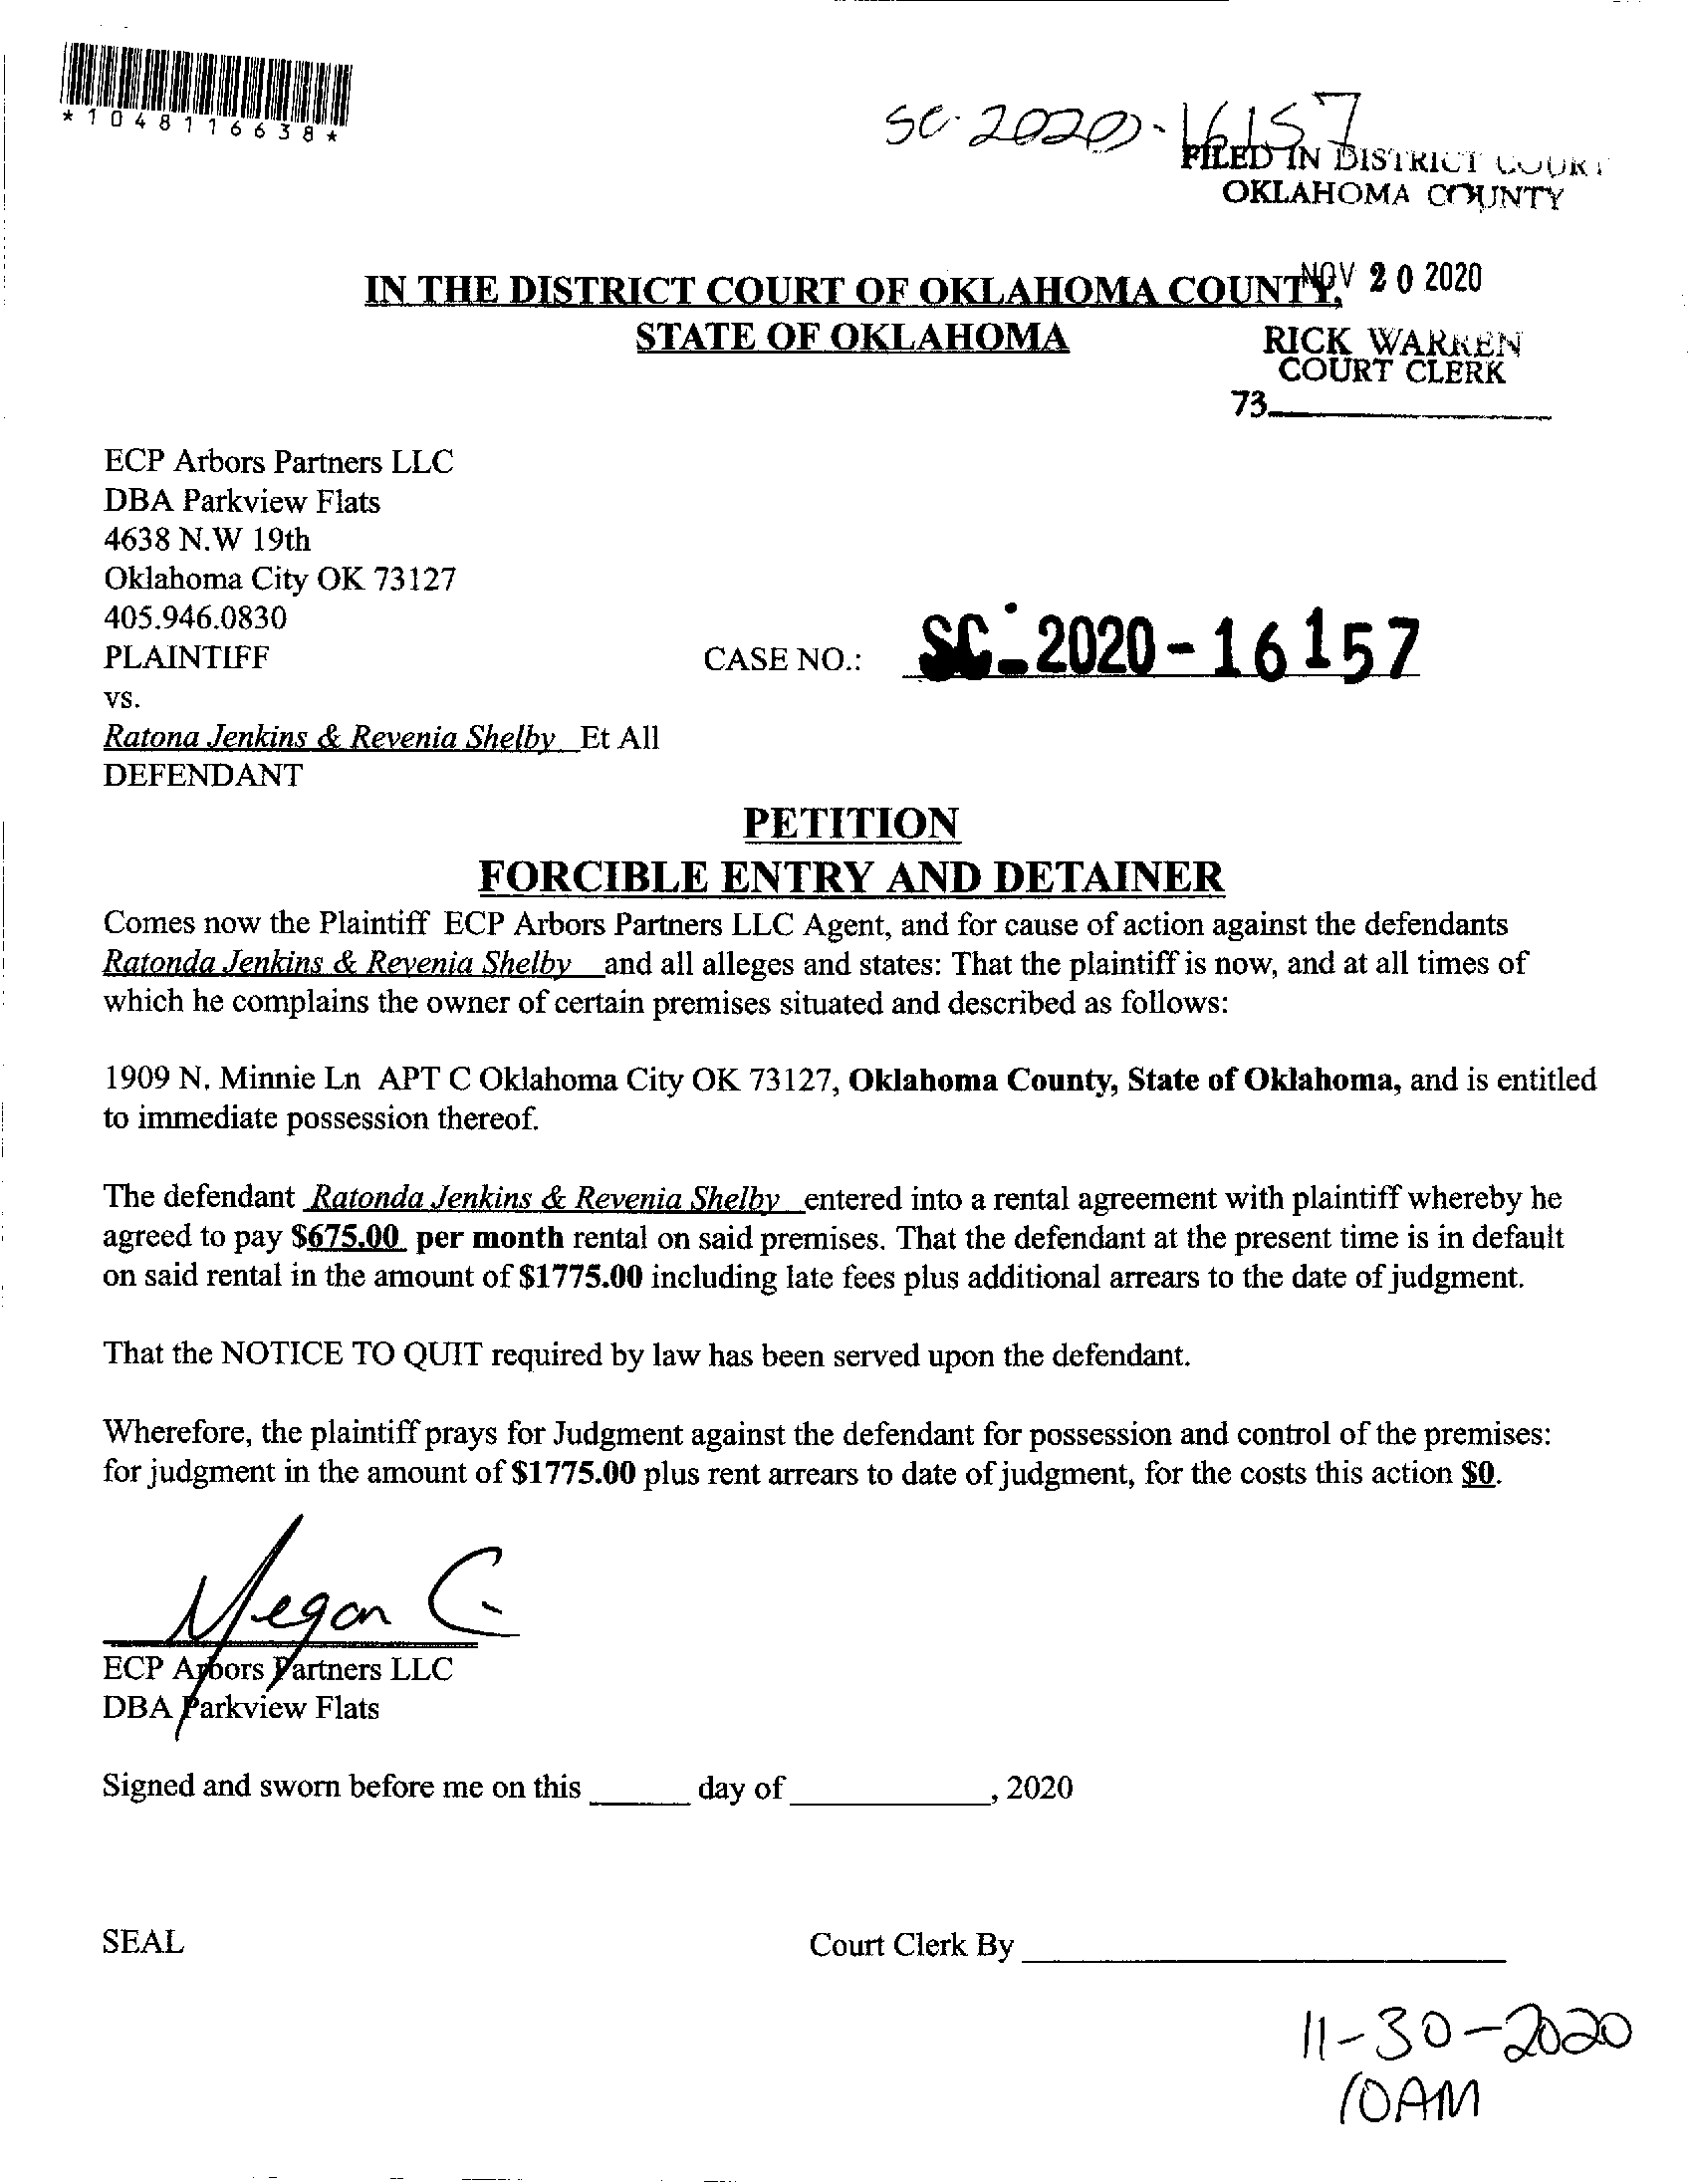 *1048116638*
SC-2020-16157
FILED IN DISTRICT COURT
OKLAHOMA COUNTY
NOV 20 2020
IN THE DISTRICT COURT OF OKLAHOMA COUNTY,
STATE OF OKLAHOMA
RICK WARREN
COURT CLERK
73
ECP Arbors Partners LLC
DBA Parkview Flats
4638 N.W 19th
Oklahoma City OK 73127
405.946.0830
PLAINTIFF
CASE NO.: SC-2020-16157
vs.
Ratona Jenkins & Revenia Shelby Et All
DEFENDANT
PETITION
FORCIBLE ENTRY AND DETAINER
Comes now the Plaintiff ECP Arbors Partners LLC Agent, and for cause of action against the defendants
Ratonda Jenkins & Revenia Shelby and all alleges and states: That the plaintiff is now, and at all times of
which he complains the owner of certain premises situated and described as follows:
1909 N. Minnie Ln APT C Oklahoma City OK 73127, Oklahoma County, State of Oklahoma, and is entitled
to immediate possession thereof.
The defendant Ratonda Jenkins & Revenia Shelby entered into a rental agreement with plaintiff whereby he
agreed to pay $675.00 per month rental on said premises. That the defendant at the present time is in default
on said rental in the amount of $1775.00 including late fees plus additional arrears to the date of judgment.
That the NOTICE TO QUIT required by law has been served upon the defendant.
Wherefore, the plaintiff prays for Judgment against the defendant for possession and control of the premises:
for judgment in the amount of $1775.00 plus rent arrears to date of judgment, for the costs this action $0.
Megan C
ECP Arbors Partners LLC
DBA Parkview Flats
Signed and sworn before me on this ______ day of ____________, 2020
SEAL
Court Clerk By ____________________
11-30-2020
10AM